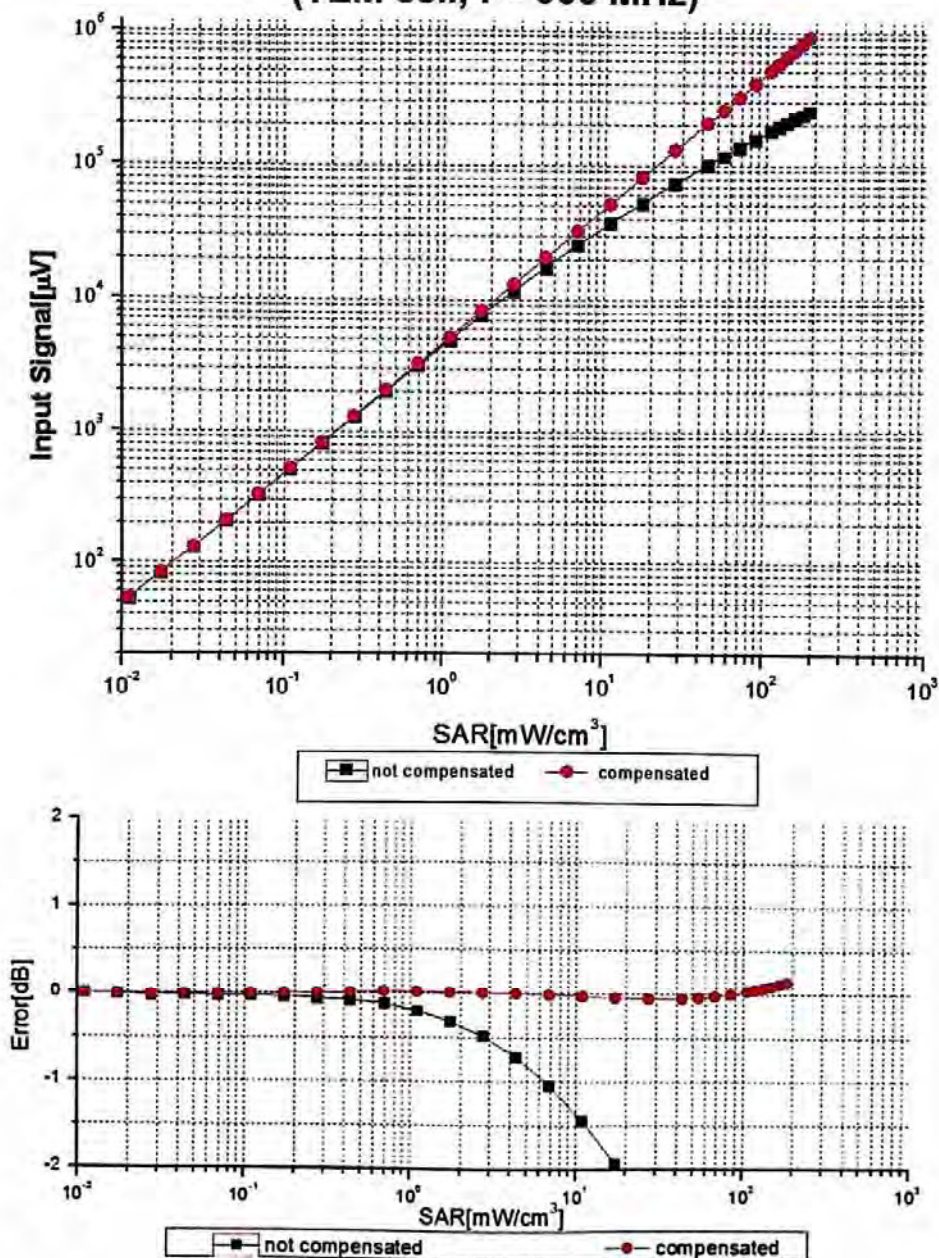 10⁶
10⁵
10⁴
10³
10²
Input Signal[µV]
10⁻² 10⁻¹ 10⁰ 10¹ 10² 10³
SAR[mW/cm³]
not compensated compensated
2
1
0
-1
-2
Error[dB]
10⁻¹ 10⁰ 10¹ 10²
SAR[mW/cm³]
not compensated compensated